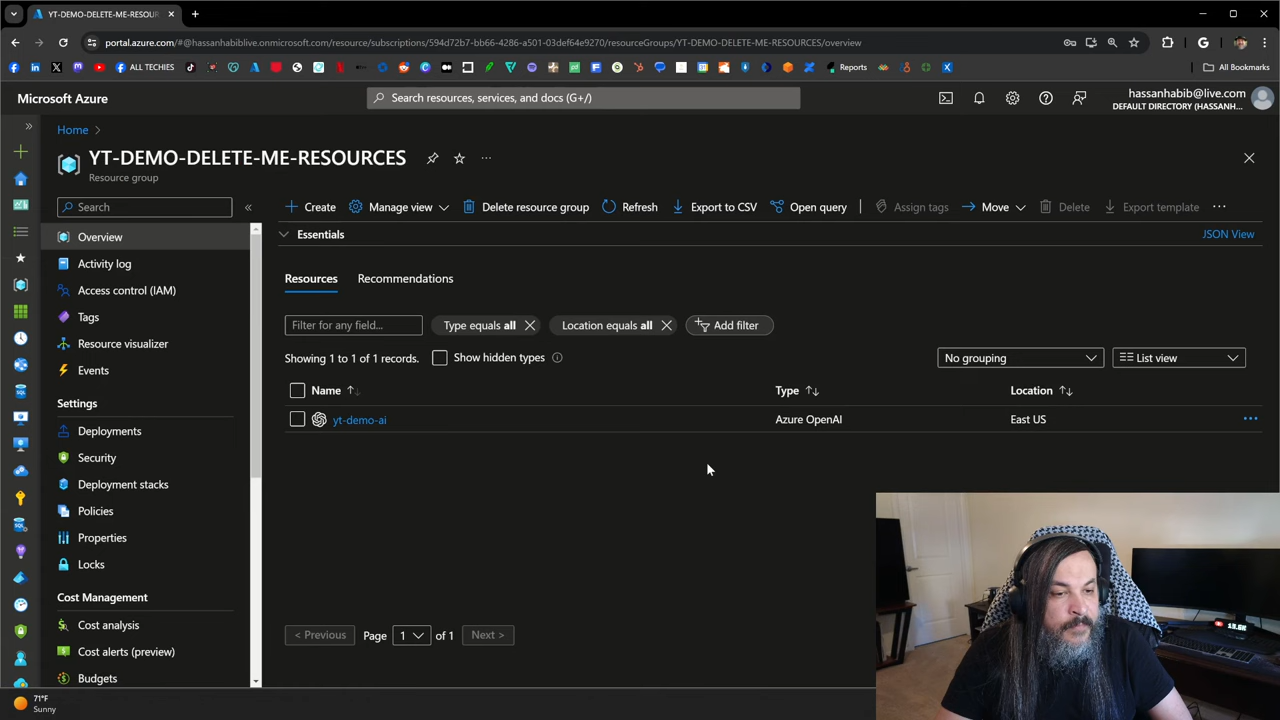 YT-DEMO-DELETE-ME-RESOUR
portal.azure.com/#@hassanhabiblive.onmicrosoft.com/resource/subscriptions/594d72b7-bb66-4286-a501-03def64e9270/resourceGroups/YT-DEMO-DELETE-ME-RESOURCES/overview
ALL TECHIES
Reports
All Bookmarks
Microsoft Azure
Search resources, services, and docs (G+/)
hassanhabib@live.com
DEFAULT DIRECTORY (HASSANH...
Home
YT-DEMO-DELETE-ME-RESOURCES
Resource group
Search
Create
Manage view
Delete resource group
Refresh
Export to CSV
Open query
Assign tags
Move
Delete
Export template
Overview
Activity log
Access control (IAM)
Tags
Resource visualizer
Events
Settings
Deployments
Security
Deployment stacks
Policies
Properties
Locks
Cost Management
Cost analysis
Cost alerts (preview)
Budgets
Essentials
JSON View
Resources
Recommendations
Filter for any field...
Type equals all
Location equals all
Add filter
Showing 1 to 1 of 1 records.
Show hidden types
No grouping
List view
Name
Type
Location
yt-demo-ai
Azure OpenAI
East US
< Previous
Page
1
of 1
Next >
71°F
Sunny